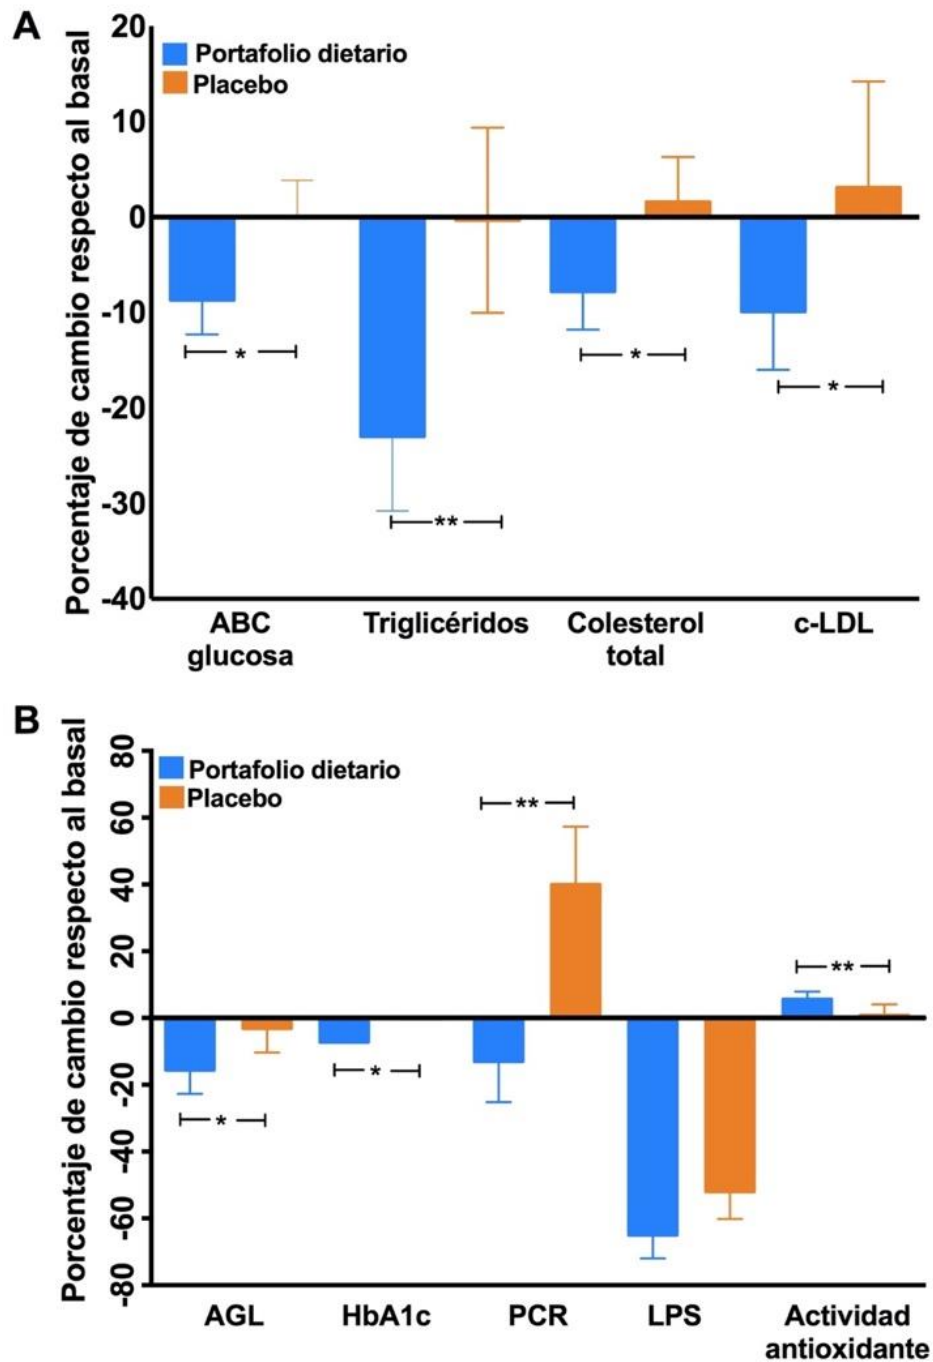 A
Porcentaje de cambio respecto al basal
20
10
0
-10
-20
-30
-40
Portafolio dietario
Placebo
*
**
*
*
ABC
glucosa
Triglicéridos
Colesterol
total
c-LDL
B
Porcentaje de cambio respecto al basal
80
60
40
20
0
-20
-40
-60
-80
Portafolio dietario
Placebo
*
*
**
**
AGL
HbA1c
PCR
LPS
Actividad
antioxidante